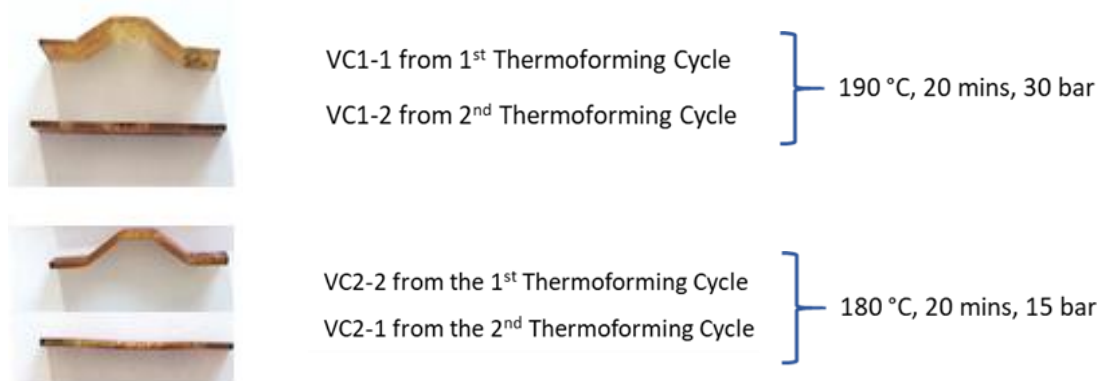 VC1-1 from 1st Thermoforming Cycle
VC1-2 from 2nd Thermoforming Cycle
190 °C, 20 mins, 30 bar
VC2-2 from the 1st Thermoforming Cycle
VC2-1 from the 2nd Thermoforming Cycle
180 °C, 20 mins, 15 bar